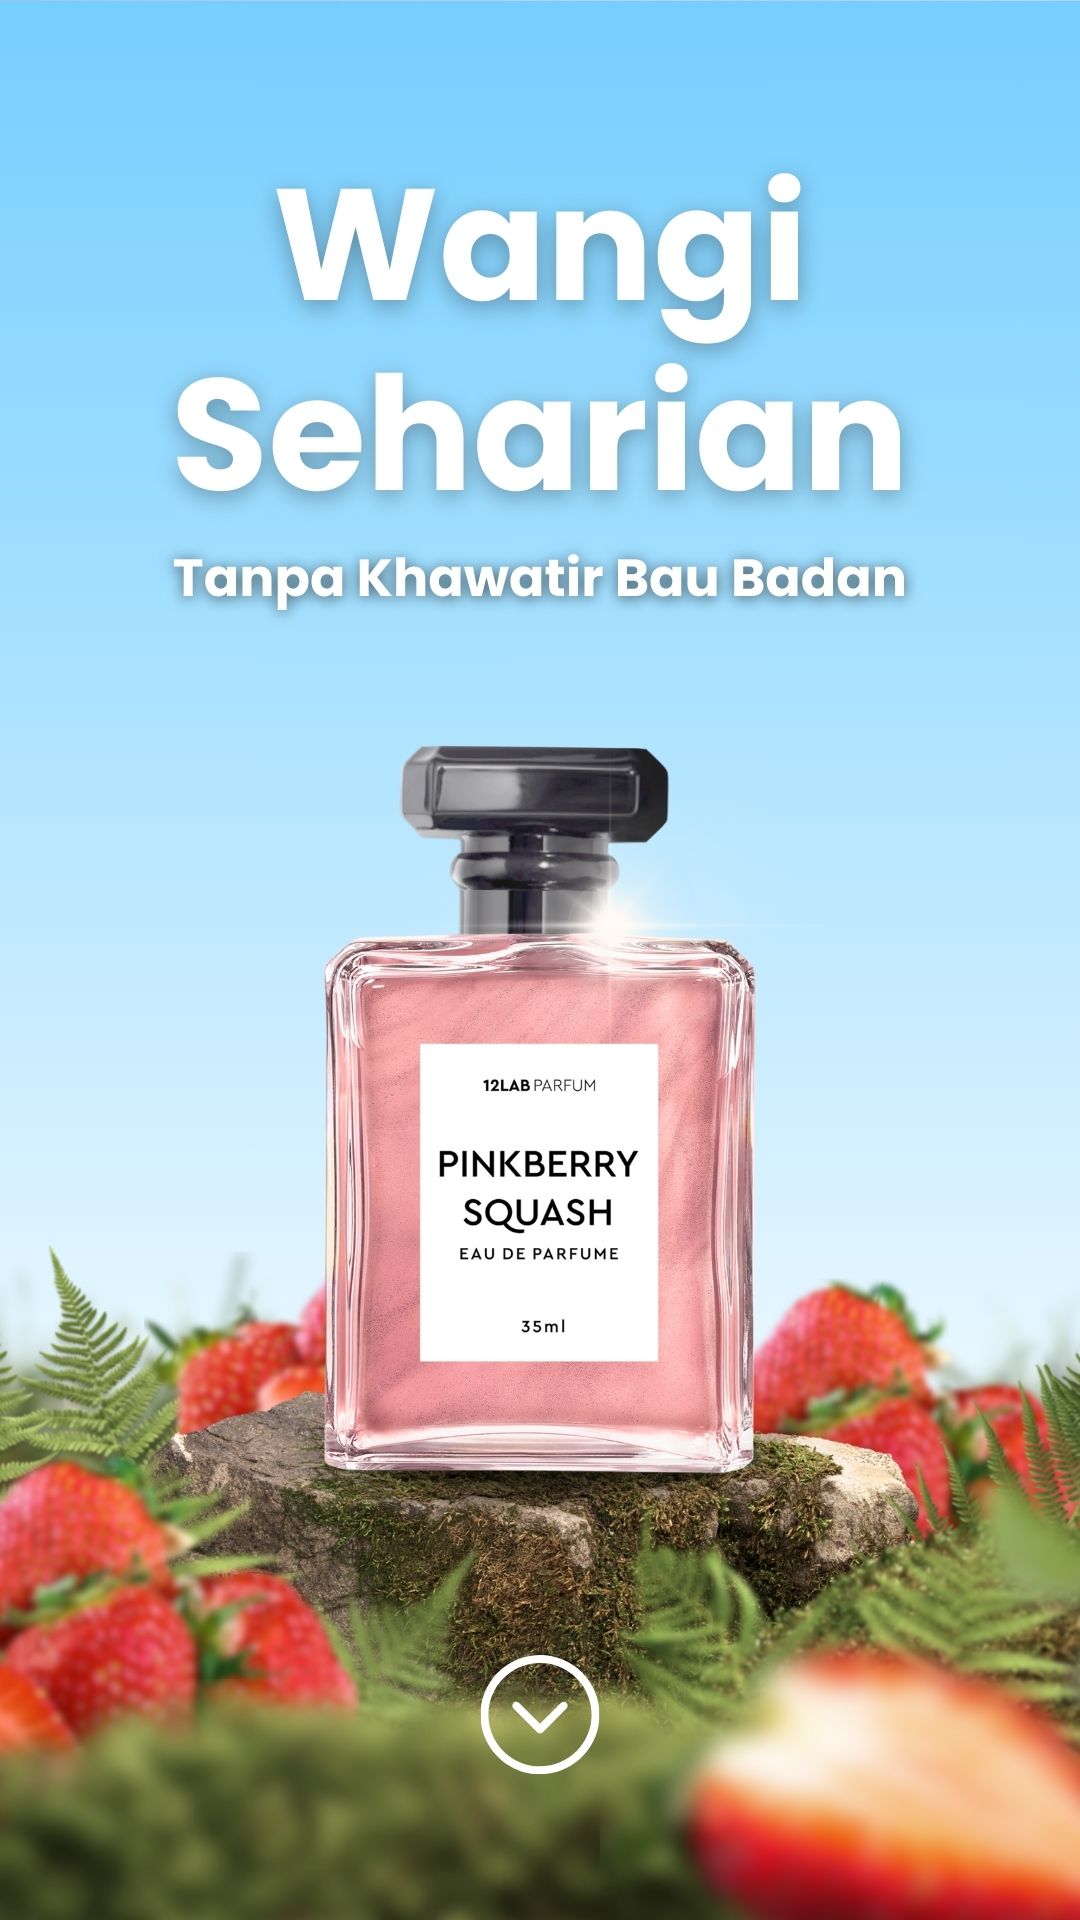 Wangi
Seharian
Tanpa Khawatir Bau Badan
12LAB PARFUM
PINKBERRY
SQUASH
EAU DE PARFUME
35ml